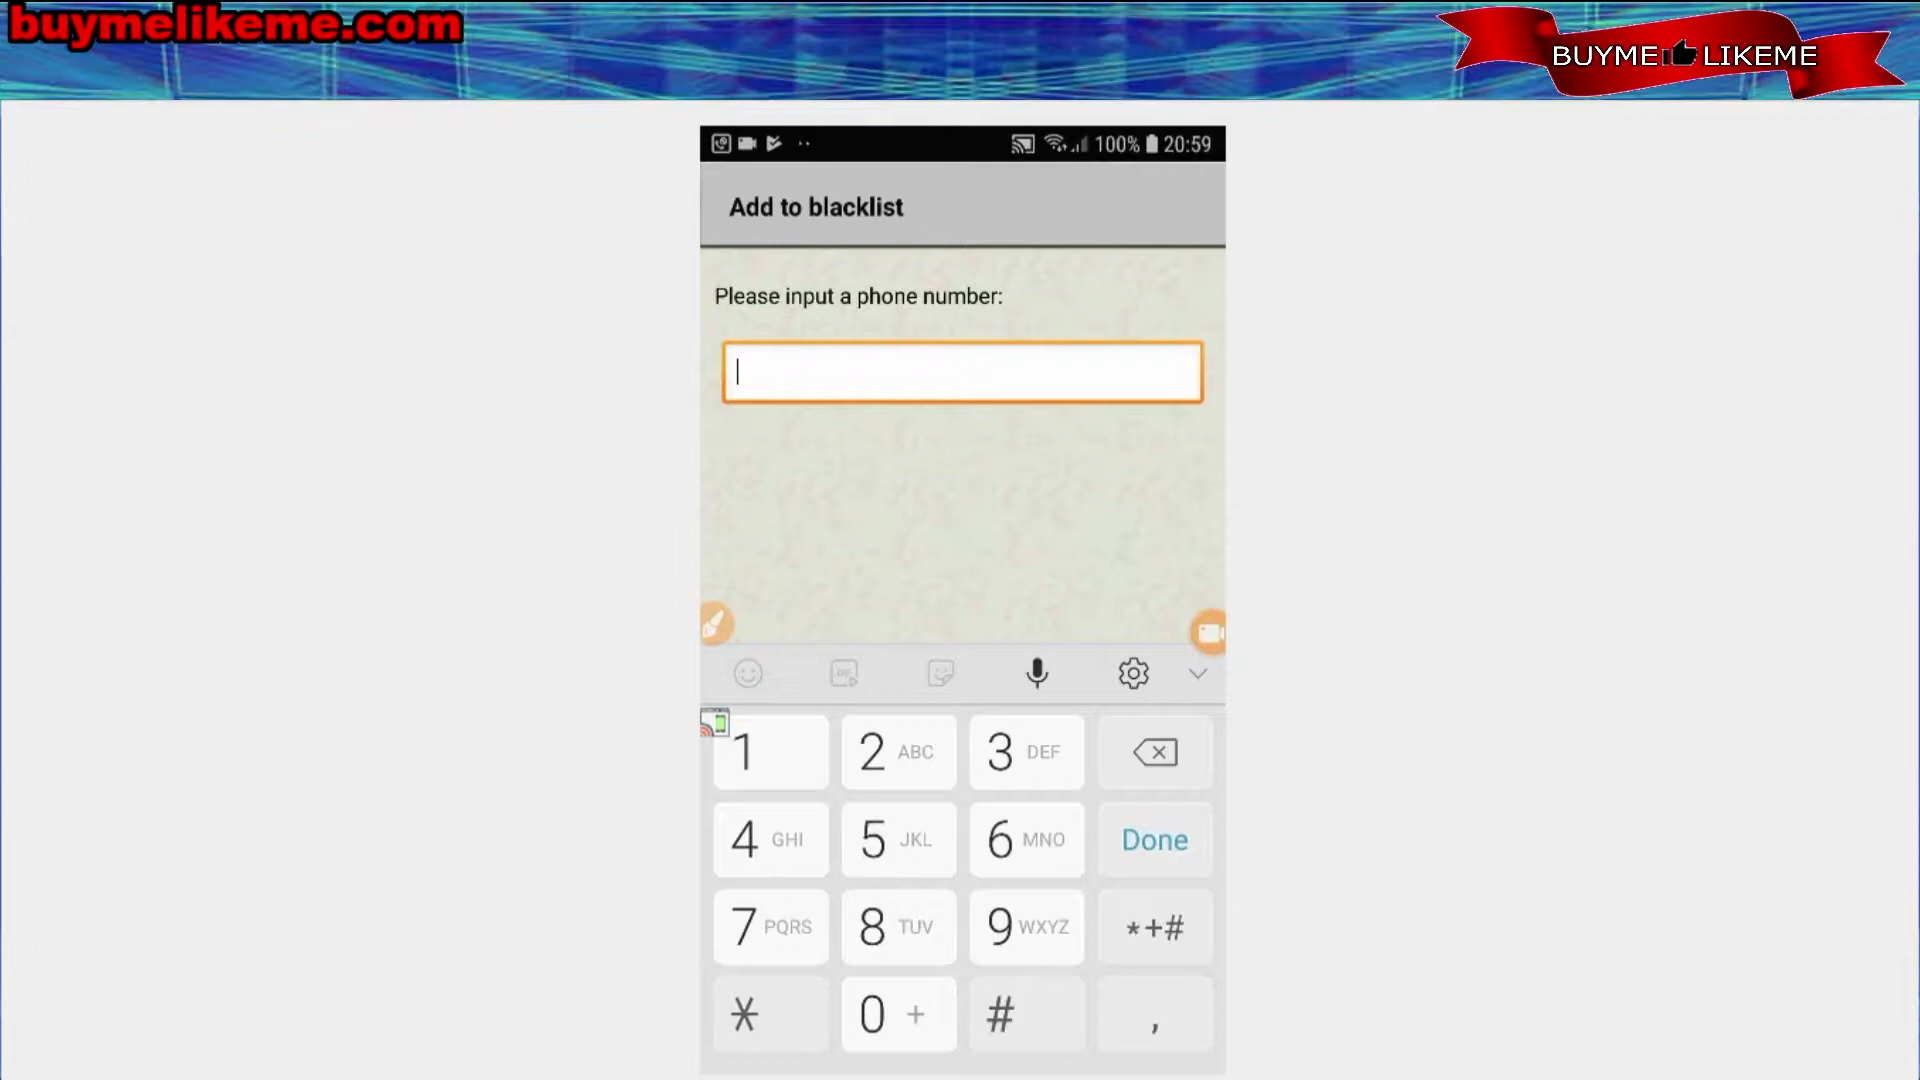 buymelikeme.com
BUYME LIKEME
100% 20:59
Add to blacklist
Please input a phone number:
1 2 ABC 3 DEF
4 GHI 5 JKL 6 MNO Done
7 PQRS 8 TUV 9 WXYZ *+#
* 0 + # ,